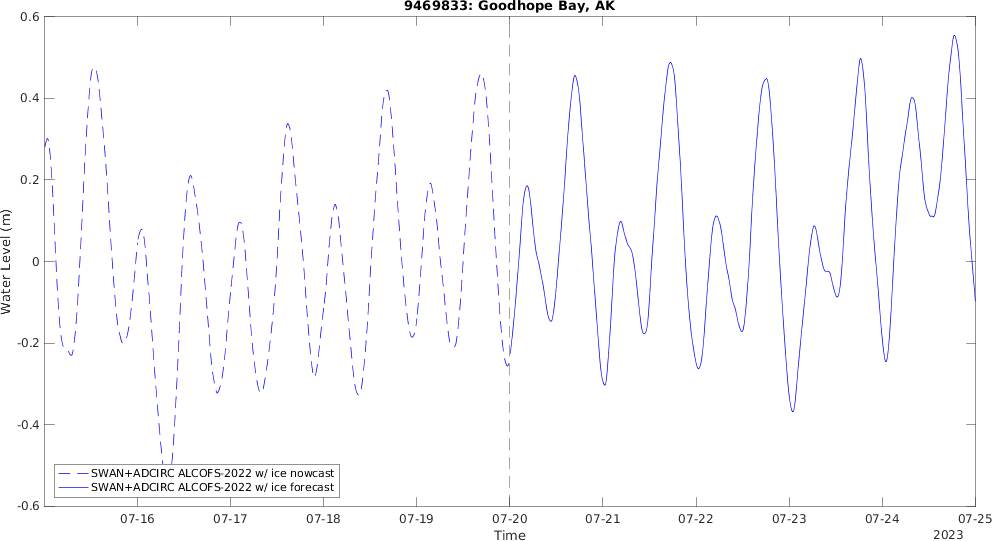 9469833: Goodhope Bay, AK
0.6
0.4
0.2
0
-0.2
-0.4
-0.6
Water Level (m)
SWAN+ADCIRC ALCOFS-2022 w/ ice nowcast
SWAN+ADCIRC ALCOFS-2022 w/ ice forecast
07-16 07-17 07-18 07-19 07-20 07-21 07-22 07-23 07-24 07-25
Time
2023